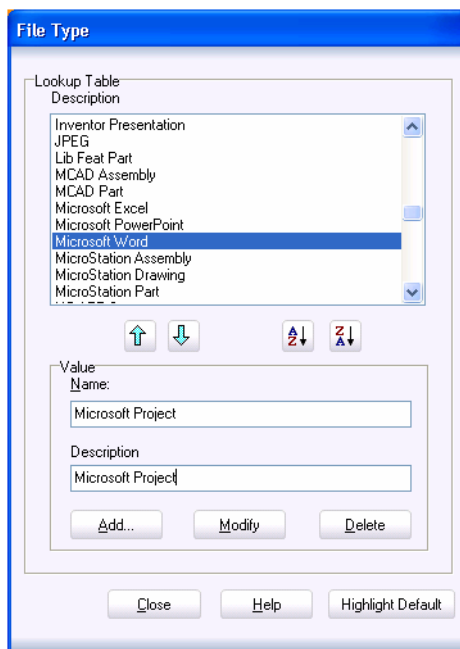 File Type
Lookup Table
Description
Inventor Presentation
JPEG
Lib Feat Part
MCAD Assembly
MCAD Part
Microsoft Excel
Microsoft PowerPoint
Microsoft Word
MicroStation Assembly
MicroStation Drawing
MicroStation Part
A Z Z A
Value
Name:
Microsoft Project
Description
Microsoft Project
Add... Modify Delete
Close Help Highlight Default